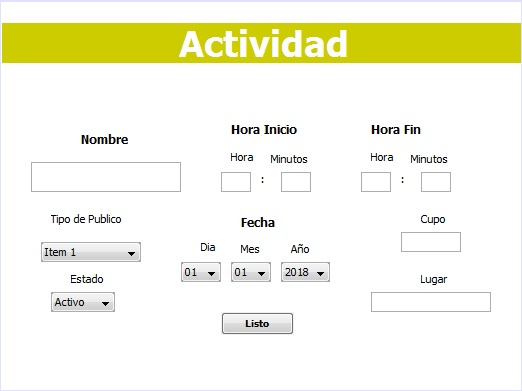 Actividad
Nombre
Hora Inicio
Hora Fin
Hora
Minutos
Hora
Minutos
:
:
Tipo de Publico
Fecha
Cupo
Item 1
Dia
Mes
Año
Estado
01
01
2018
Lugar
Activo
Listo